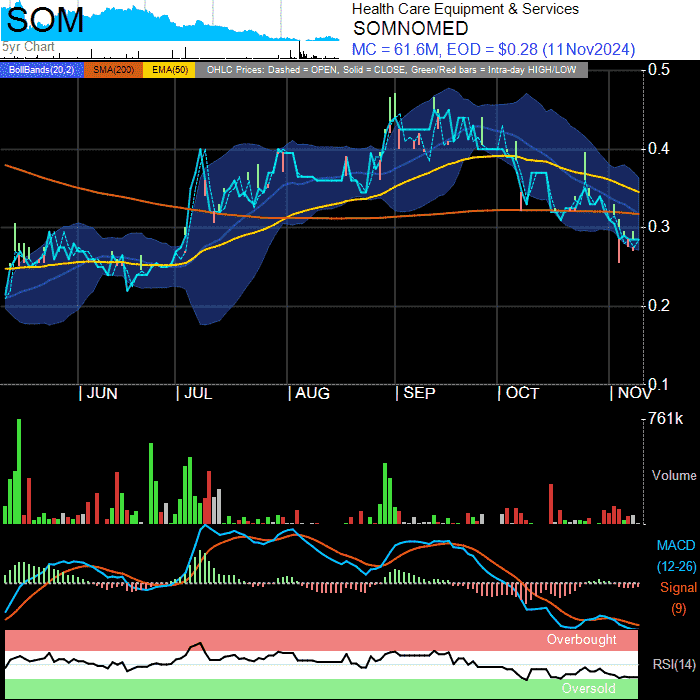 SOM
5yr Chart
Health Care Equipment & Services
SOMNOMED
MC = 61.6M, EOD = $0.28 (11Nov2024)
BollBands(20,2) SMA(200) EMA(50) OHLC Prices: Dashed = OPEN, Solid = CLOSE, Green/Red bars = Intra-day HIGH/LOW
0.5
0.4
0.3
0.2
0.1
| JUN | JUL | AUG | SEP | OCT | NOV
761k
Volume
MACD
(12-26)
Signal
(9)
Overbought
RSI(14)
Oversold